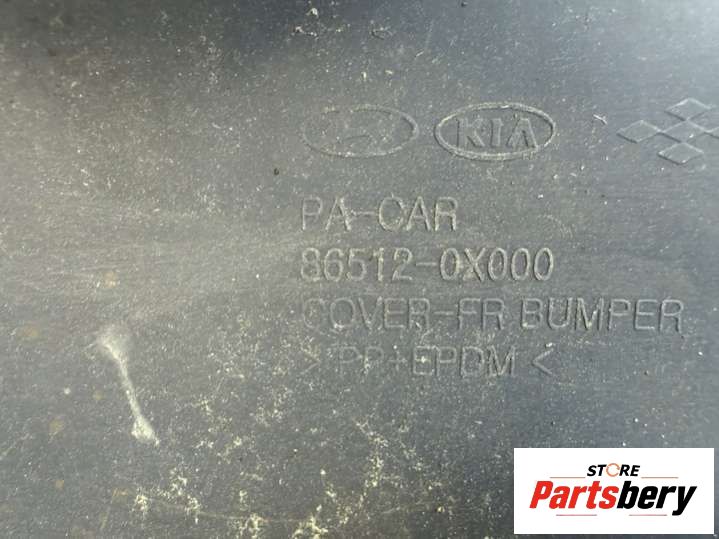 KIA
PA-CAR
86512-0X000
COVER-FR BUMPER
> PP+EPDM <
STORE
Partsbery